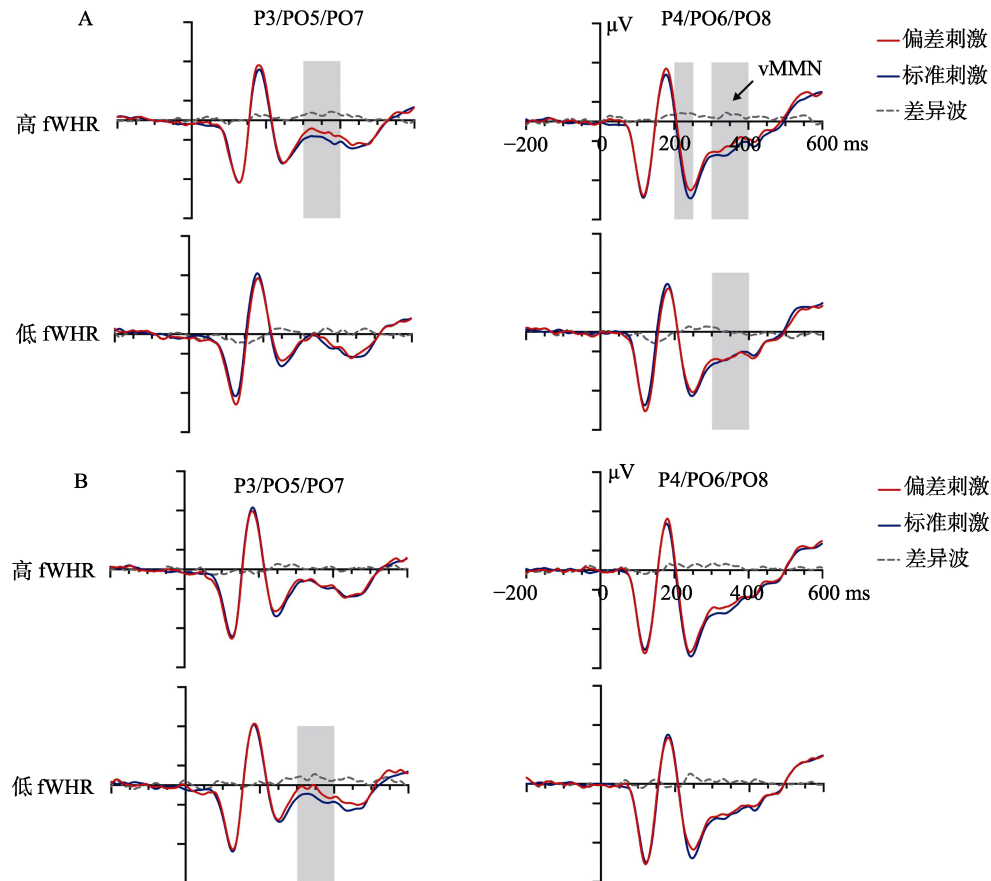 A
P3/PO5/PO7
P4/PO6/PO8
μV
vMMN
偏差刺激
标准刺激
差异波
高 fWHR
−200
0
200
400
600 ms
低 fWHR
B
P3/PO5/PO7
μV
P4/PO6/PO8
偏差刺激
标准刺激
差异波
高 fWHR
−200
0
200
400
600 ms
低 fWHR